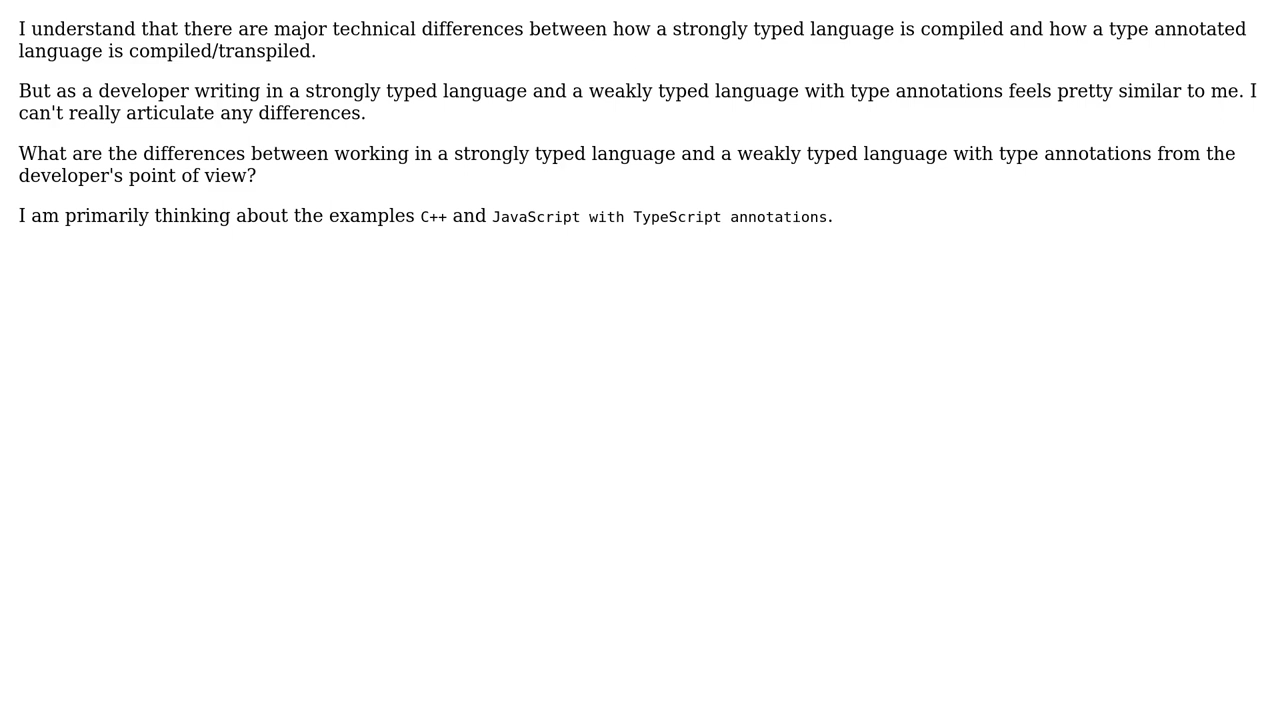 I understand that there are major technical differences between how a strongly typed language is compiled and how a type annotated
language is compiled/transpiled.
But as a developer writing in a strongly typed language and a weakly typed language with type annotations feels pretty similar to me. I
can't really articulate any differences.
What are the differences between working in a strongly typed language and a weakly typed language with type annotations from the
developer's point of view?
I am primarily thinking about the examples C++ and JavaScript with TypeScript annotations.